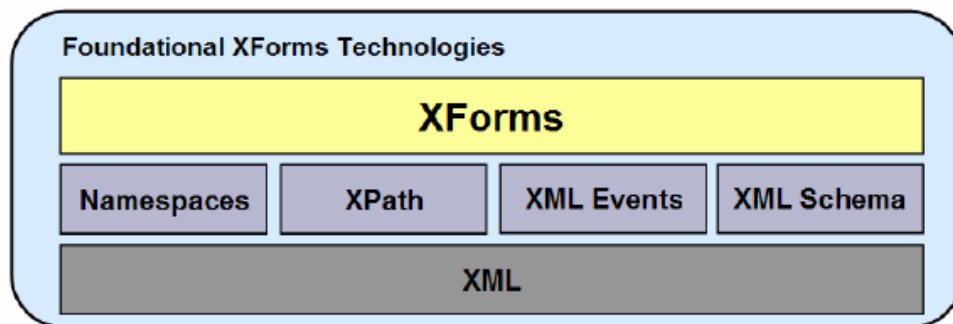 Foundational XForms Technologies
XForms
Namespaces XPath XML Events XML Schema
XML